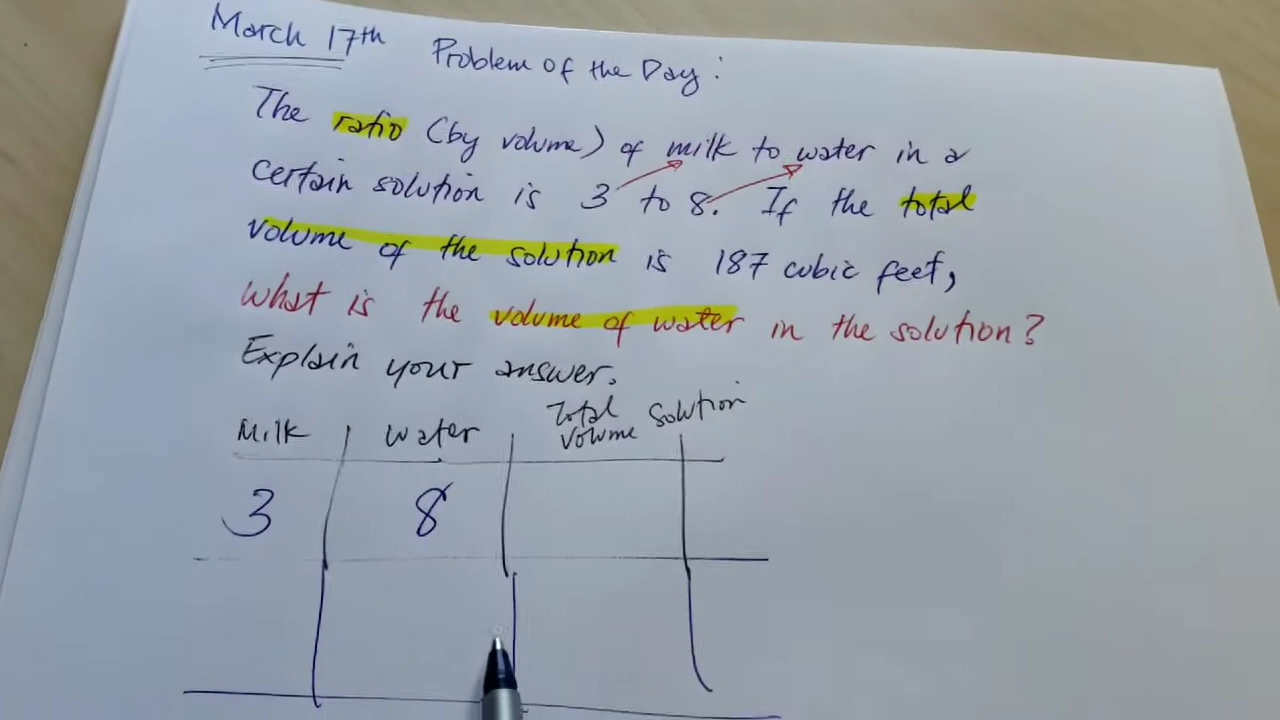 March 17th Problem of the Day:
The ratio (by volume) of milk to water in a
certain solution is 3 to 8. If the total
volume of the solution is 187 cubic feet,
what is the volume of water in the solution?
Explain your answer.
Milk Water Total Volume Solution
3 8